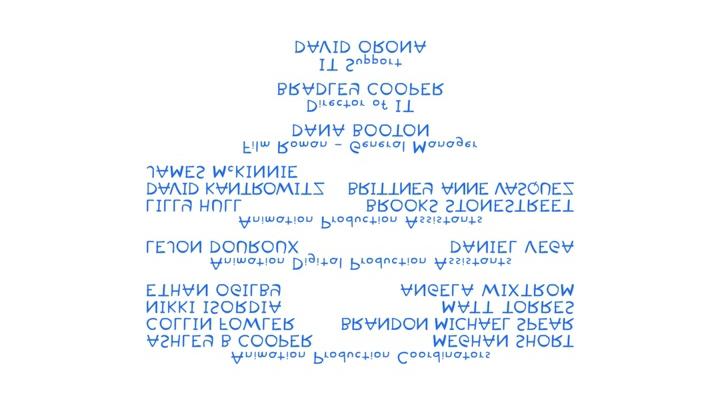 Animation Production Coordinators
ASHLEY B COOPER MEGHAN SHORT
COLLIN FOWLER BRANDON MICHAEL SPEAR
NIKKI ISORDIA MATT TORRES
ETHAN OGILBY ANGELA WIXTROM
Animation Digital Production Assistants
LEJON DOUROUX DANIEL VEGA
Animation Production Assistants
LILLY HULL BROOKS STONESTREET
DAVID KANTROWITZ BRITTNEY ANNE VASQUEZ
JAMES McKINNIE
Film Roman - General Manager
DANA BOOTON
Director of IT
BRADLEY COOPER
IT Support
DAVID ORONA